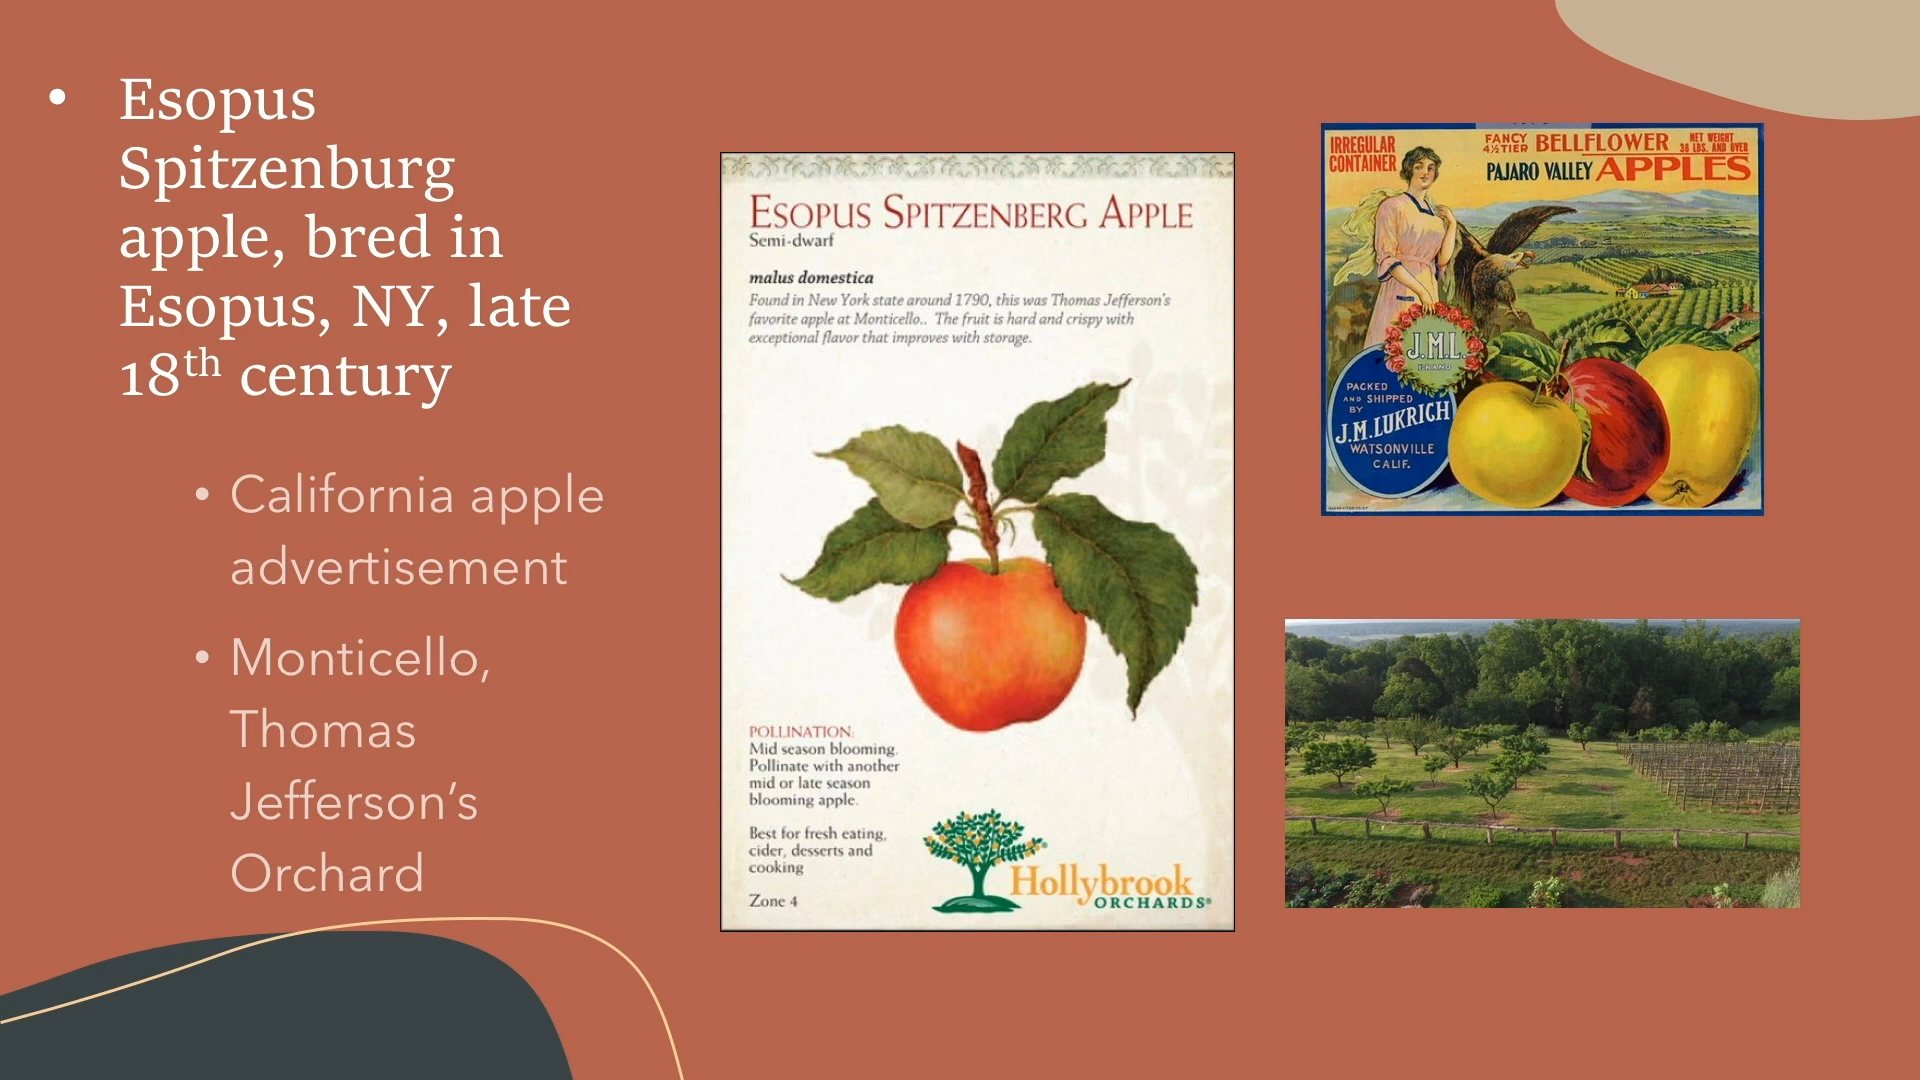 • Esopus
Spitzenburg
apple, bred in
Esopus, NY, late
18th century
• California apple
advertisement
• Monticello,
Thomas
Jefferson’s
Orchard
ESOPUS SPITZENBERG APPLE
Semi-dwarf
malus domestica
Found in New York state around 1790, this was Thomas Jefferson's
favorite apple at Monticello.. The fruit is hard and crispy with
exceptional flavor that improves with storage.
POLLINATION:
Mid season blooming.
Pollinate with another
mid or late season
blooming apple.
Best for fresh eating,
cider, desserts and
cooking
Zone 4
Hollybrook
ORCHARDS®
IRREGULAR
CONTAINER
FANCY
4½ TIER
BELLFLOWER
NET WEIGHT
38 LBS. AND OVER
PAJARO VALLEY APPLES
J.M.L.
BRAND
PACKED
AND SHIPPED
BY
J.M.LUKRICH
WATSONVILLE
CALIF.